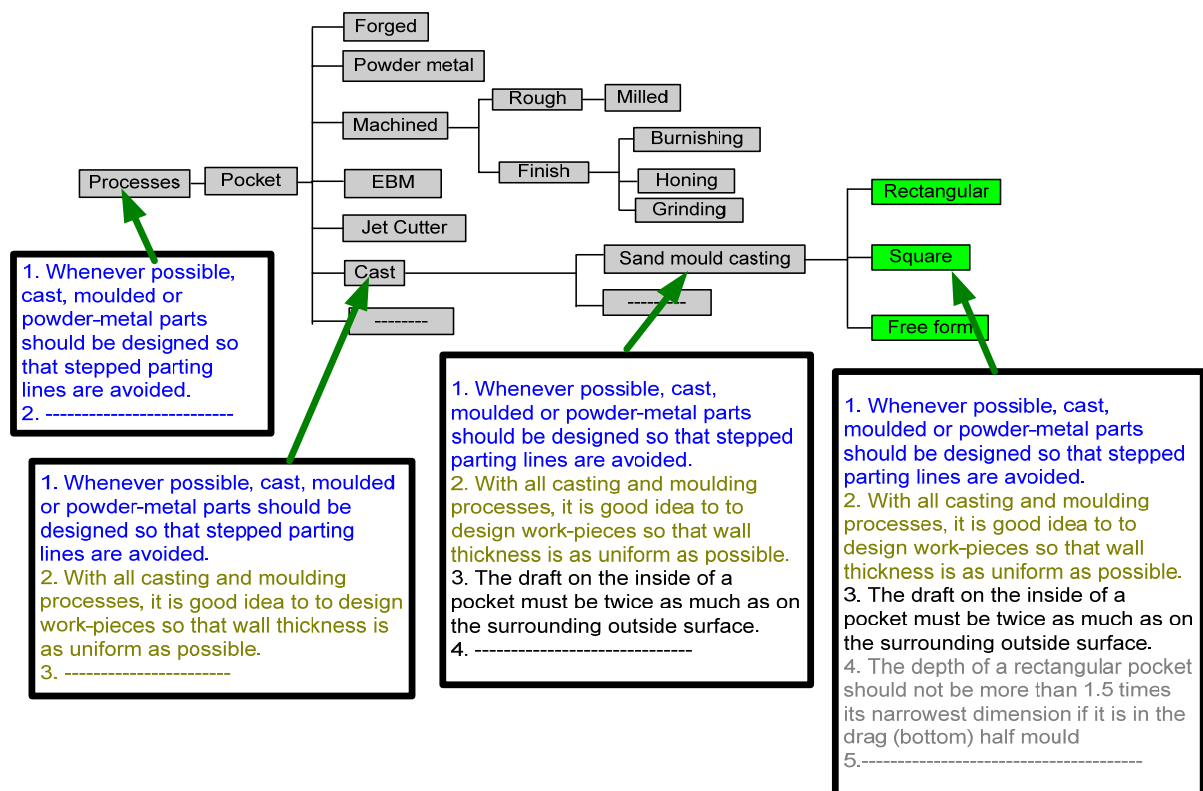 Forged
Powder metal
Rough
Milled
Machined
Burnishing
Finish
Processes
Pocket
EBM
Honing
Grinding
Rectangular
Jet Cutter
Cast
Sand mould casting
Square
--------
---------
Free form
1. Whenever possible,
cast, moulded or
powder-metal parts
should be designed so
that stepped parting
lines are avoided.
2. --------------------------
1. Whenever possible, cast, moulded
or powder-metal parts should be
designed so that stepped parting
lines are avoided.
2. With all casting and moulding
processes, it is good idea to to design
work-pieces so that wall thickness is
as uniform as possible.
3. -----------------------
1. Whenever possible, cast,
moulded or powder-metal parts
should be designed so that stepped
parting lines are avoided.
2. With all casting and moulding
processes, it is good idea to to
design work-pieces so that wall
thickness is as uniform as possible.
3. The draft on the inside of a
pocket must be twice as much as on
the surrounding outside surface.
4. ------------------------------
1. Whenever possible, cast,
moulded or powder-metal parts
should be designed so that stepped
parting lines are avoided.
2. With all casting and moulding
processes, it is good idea to to
design work-pieces so that wall
thickness is as uniform as possible.
3. The draft on the inside of a
pocket must be twice as much as on
the surrounding outside surface.
4. The depth of a rectangular pocket
should not be more than 1.5 times
its narrowest dimension if it is in the
drag (bottom) half mould
5.---------------------------------------